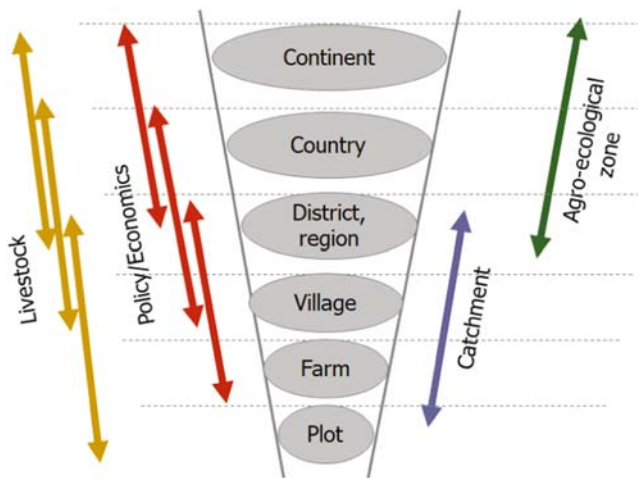 Continent
Country
District,
region
Village
Farm
Plot
Livestock
Policy/Economics
Catchment
Agro-ecological
zone